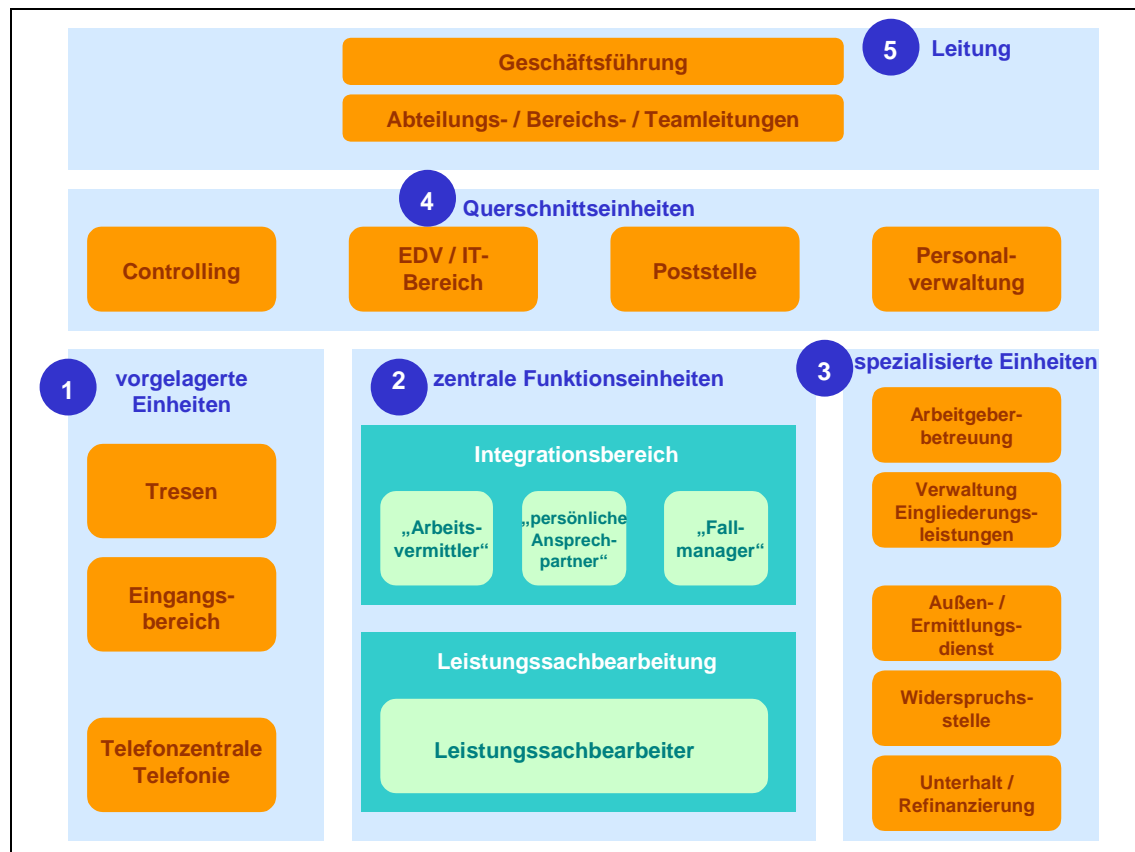 5
Leitung
Geschäftsführung
Abteilungs- / Bereichs- / Teamleitungen
4
Querschnittseinheiten
Controlling
EDV / IT-
Bereich
Poststelle
Personal-
verwaltung
1
vorgelagerte
Einheiten
Tresen
Eingangs-
bereich
Telefonzentrale
Telefonie
2
zentrale Funktionseinheiten
Integrationsbereich
„Arbeits-
vermittler“
„persönliche
Ansprech-
partner“
„Fall-
manager“
Leistungssachbearbeitung
Leistungssachbearbeiter
3
spezialisierte Einheiten
Arbeitgeber-
betreuung
Verwaltung
Eingliederungs-
leistungen
Außen- /
Ermittlungs-
dienst
Widerspruchs-
stelle
Unterhalt /
Refinanzierung